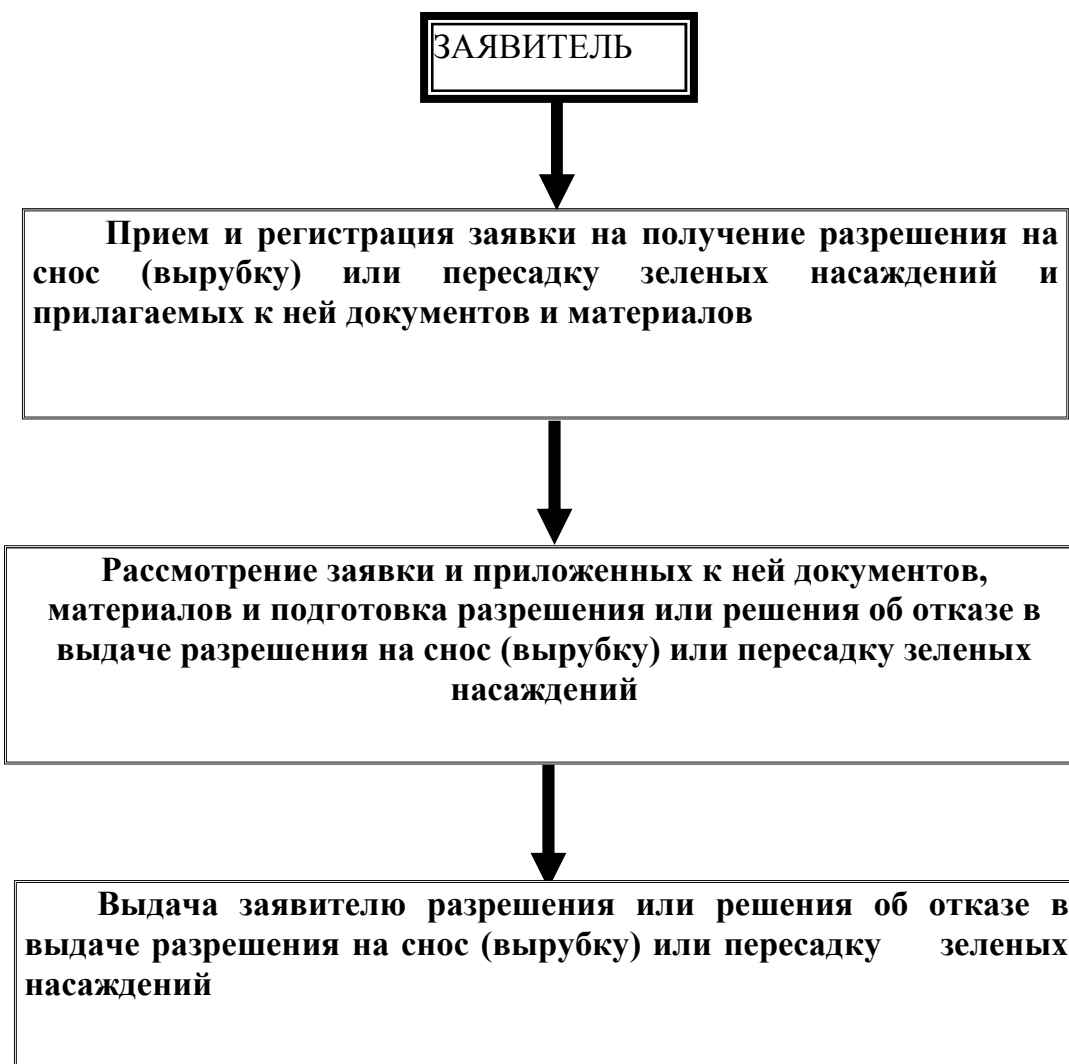 ЗАЯВИТЕЛЬ
Прием и регистрация заявки на получение разрешения на
снос (вырубку) или пересадку зеленых насаждений и
прилагаемых к ней документов и материалов
Рассмотрение заявки и приложенных к ней документов,
материалов и подготовка разрешения или решения об отказе в
выдаче разрешения на снос (вырубку) или пересадку зеленых
насаждений
Выдача заявителю разрешения или решения об отказе в
выдаче разрешения на снос (вырубку) или пересадку зеленых
насаждений